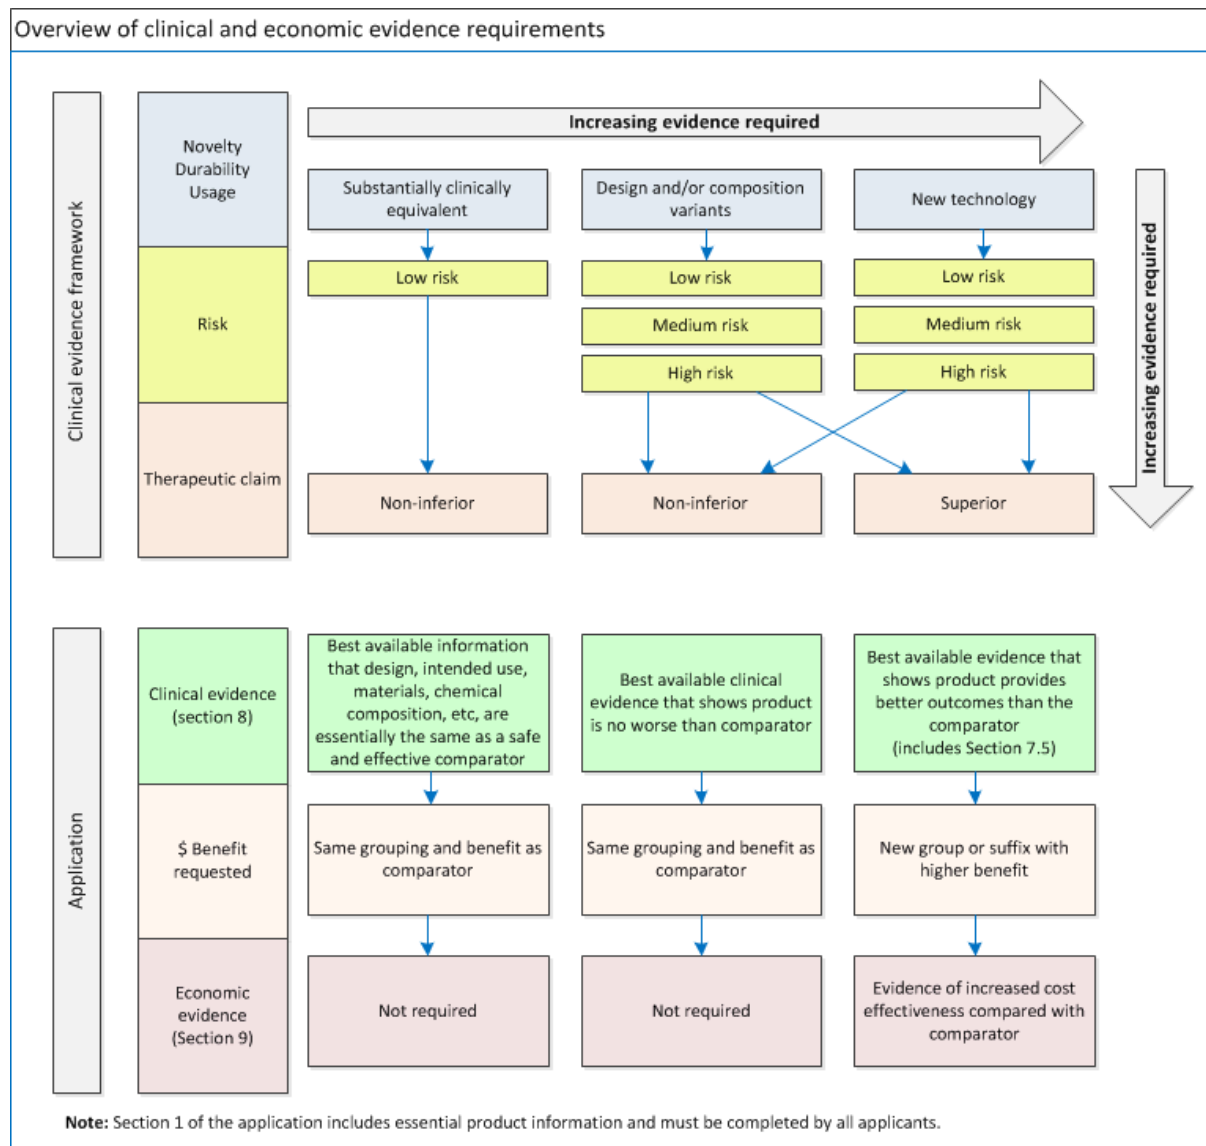 Overview of clinical and economic evidence requirements
Increasing evidence required
Clinical evidence framework
Novelty
Durability
Usage
Substantially clinically
equivalent
Design and/or composition
variants
New technology
Increasing evidence required
Risk
Low risk
Low risk
Low risk
Medium risk
Medium risk
High risk
High risk
Therapeutic claim
Non-inferior
Non-inferior
Superior
Application
Clinical evidence
(section 8)
Best available information
that design, intended use,
materials, chemical
composition, etc, are
essentially the same as a safe
and effective comparator
Best available clinical
evidence that shows product
is no worse than comparator
Best available evidence that
shows product provides
better outcomes than the
comparator
(includes Section 7.5)
$ Benefit
requested
Same grouping and benefit as
comparator
Same grouping and benefit as
comparator
New group or suffix with
higher benefit
Economic
evidence
(Section 9)
Not required
Not required
Evidence of increased cost
effectiveness compared with
comparator
Note: Section 1 of the application includes essential product information and must be completed by all applicants.